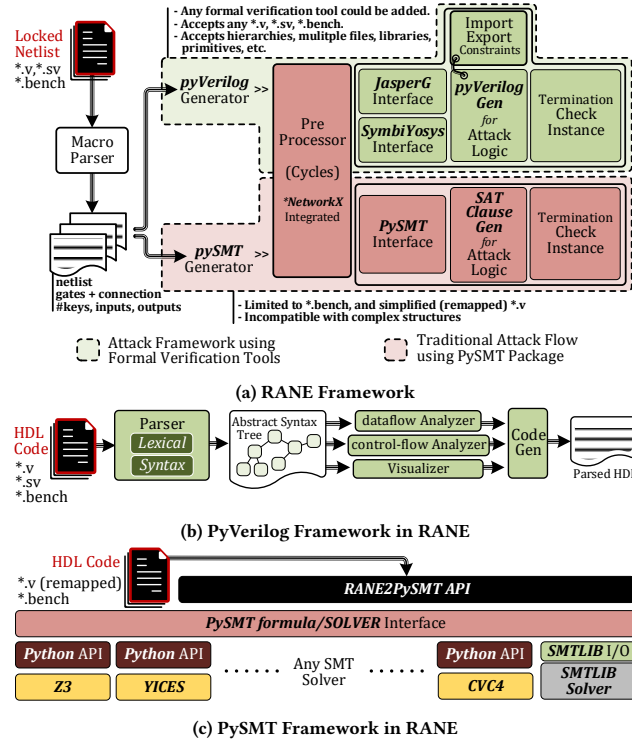 - Any formal verification tool could be added.
- Accepts any *.v, *.sv, *.bench.
- Accepts hierarchies, mulitple files, libraries,
primitives, etc.
Locked
Netlist
*.v,*.sv
*.bench
Macro
Parser
netlist
gates + connection
#keys, inputs, outputs
pyVerilog
Generator
>>
pySMT
Generator
>>
Pre
Processor
(Cycles)
*NetworkX
Integrated
Import
Export
Constraints
JasperG
Interface
SymbiYosys
Interface
pyVerilog
Gen
for
Attack
Logic
Termination
Check
Instance
PySMT
Interface
SAT
Clause
Gen
for
Attack
Logic
Termination
Check
Instance
- Limited to *.bench, and simplified (remapped) *.v
- Incompatible with complex structures
Attack Framework using
Formal Verification Tools
Traditional Attack Flow
using PySMT Package
(a) RANE Framework
HDL
Code
*.v
*.sv
*.bench
Parser
Lexical
Syntax
Abstract Syntax
Tree
dataflow Analyzer
control-flow Analyzer
Visualizer
Code
Gen
Parsed HDL
(b) PyVerilog Framework in RANE
HDL Code
*.v (remapped)
*.bench
RANE2PySMT API
PySMT formula/SOLVER Interface
Python API
Python API
Python API
SMTLIB I/O
Z3
YICES
...... Any SMT
Solver ......
CVC4
SMTLIB
Solver
(c) PySMT Framework in RANE